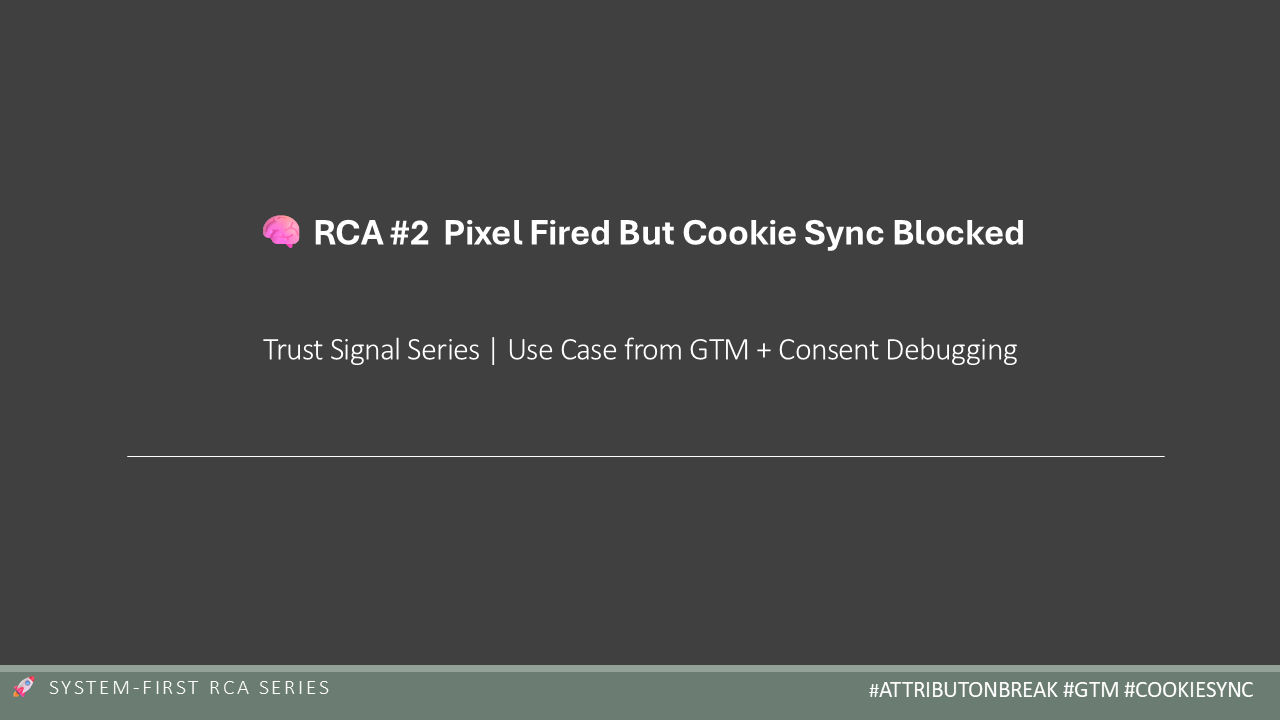 🧠 RCA #2 Pixel Fired But Cookie Sync Blocked
Trust Signal Series | Use Case from GTM + Consent Debugging
🚀 SYSTEM-FIRST RCA SERIES
#ATTRIBUTONBREAK #GTM #COOKIESYNC